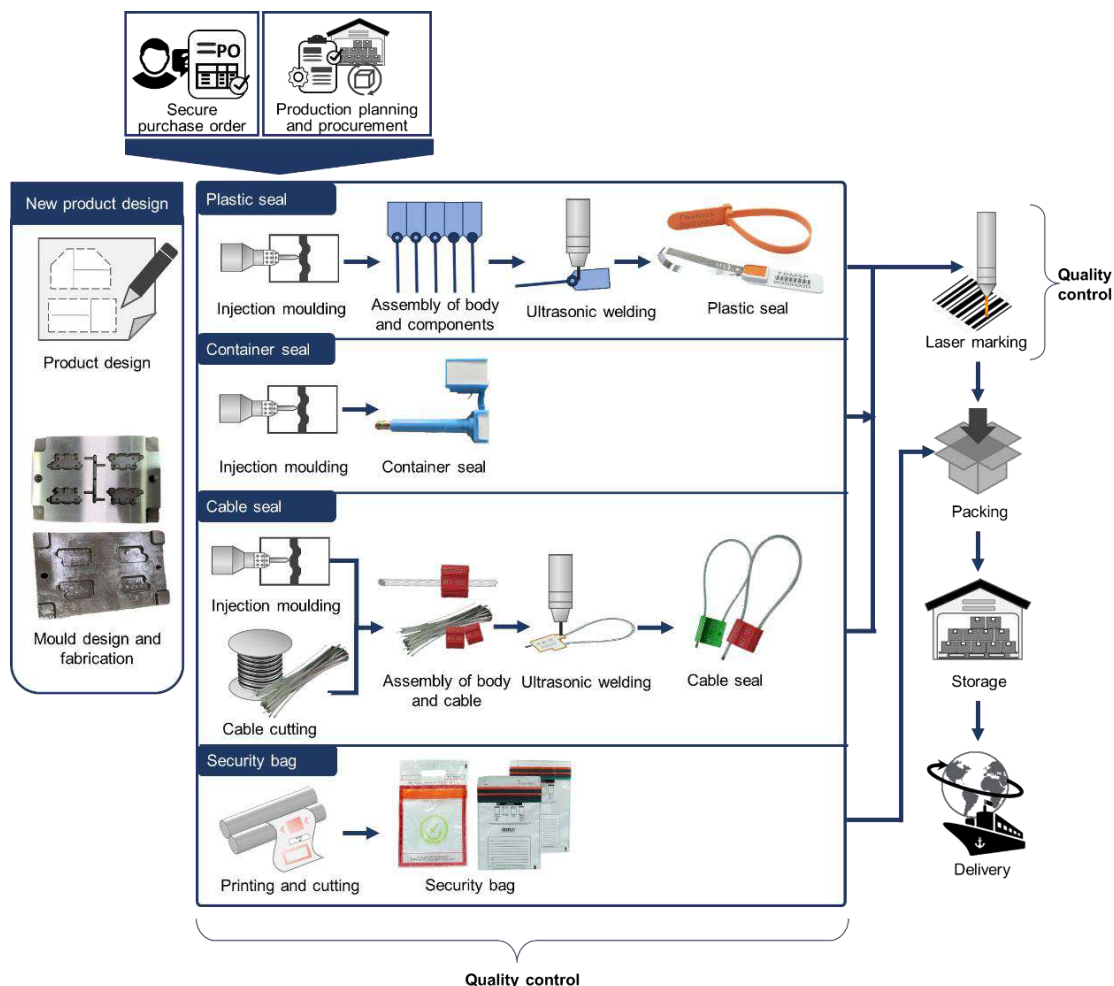 PO
Secure
purchase order
Production planning
and procurement
New product design
Product design
Mould design and
fabrication
Plastic seal
Injection moulding
Assembly of body
and components
Ultrasonic welding
Plastic seal
Container seal
Injection moulding
Container seal
Cable seal
Injection moulding
Cable cutting
Assembly of body
and cable
Ultrasonic welding
Cable seal
Security bag
Printing and cutting
Security bag
Quality control
Laser marking
Quality
control
Packing
Storage
Delivery